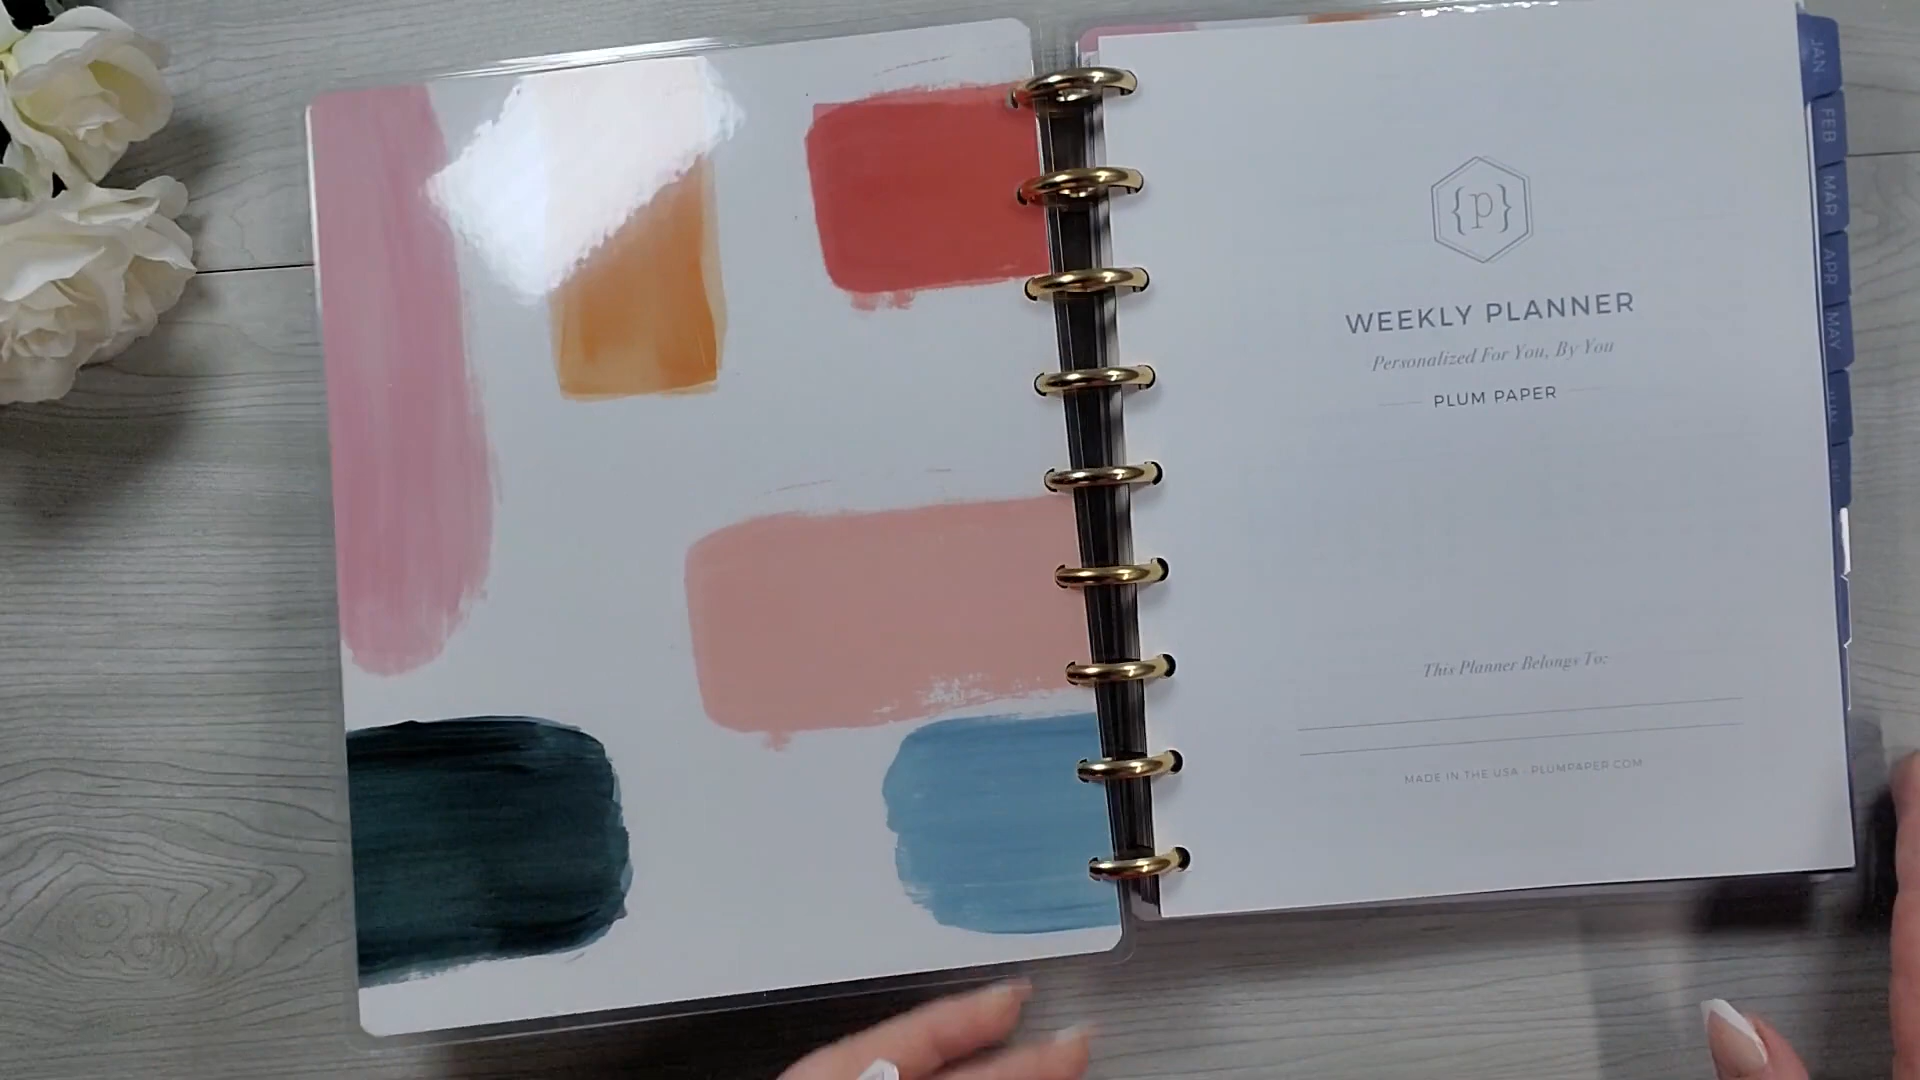 {p}
WEEKLY PLANNER
Personalized For You, By You
PLUM PAPER
This Planner Belongs To:
MADE IN THE USA · PLUMPAPER.COM
JAN
FEB
MAR
APR
MAY
JUN